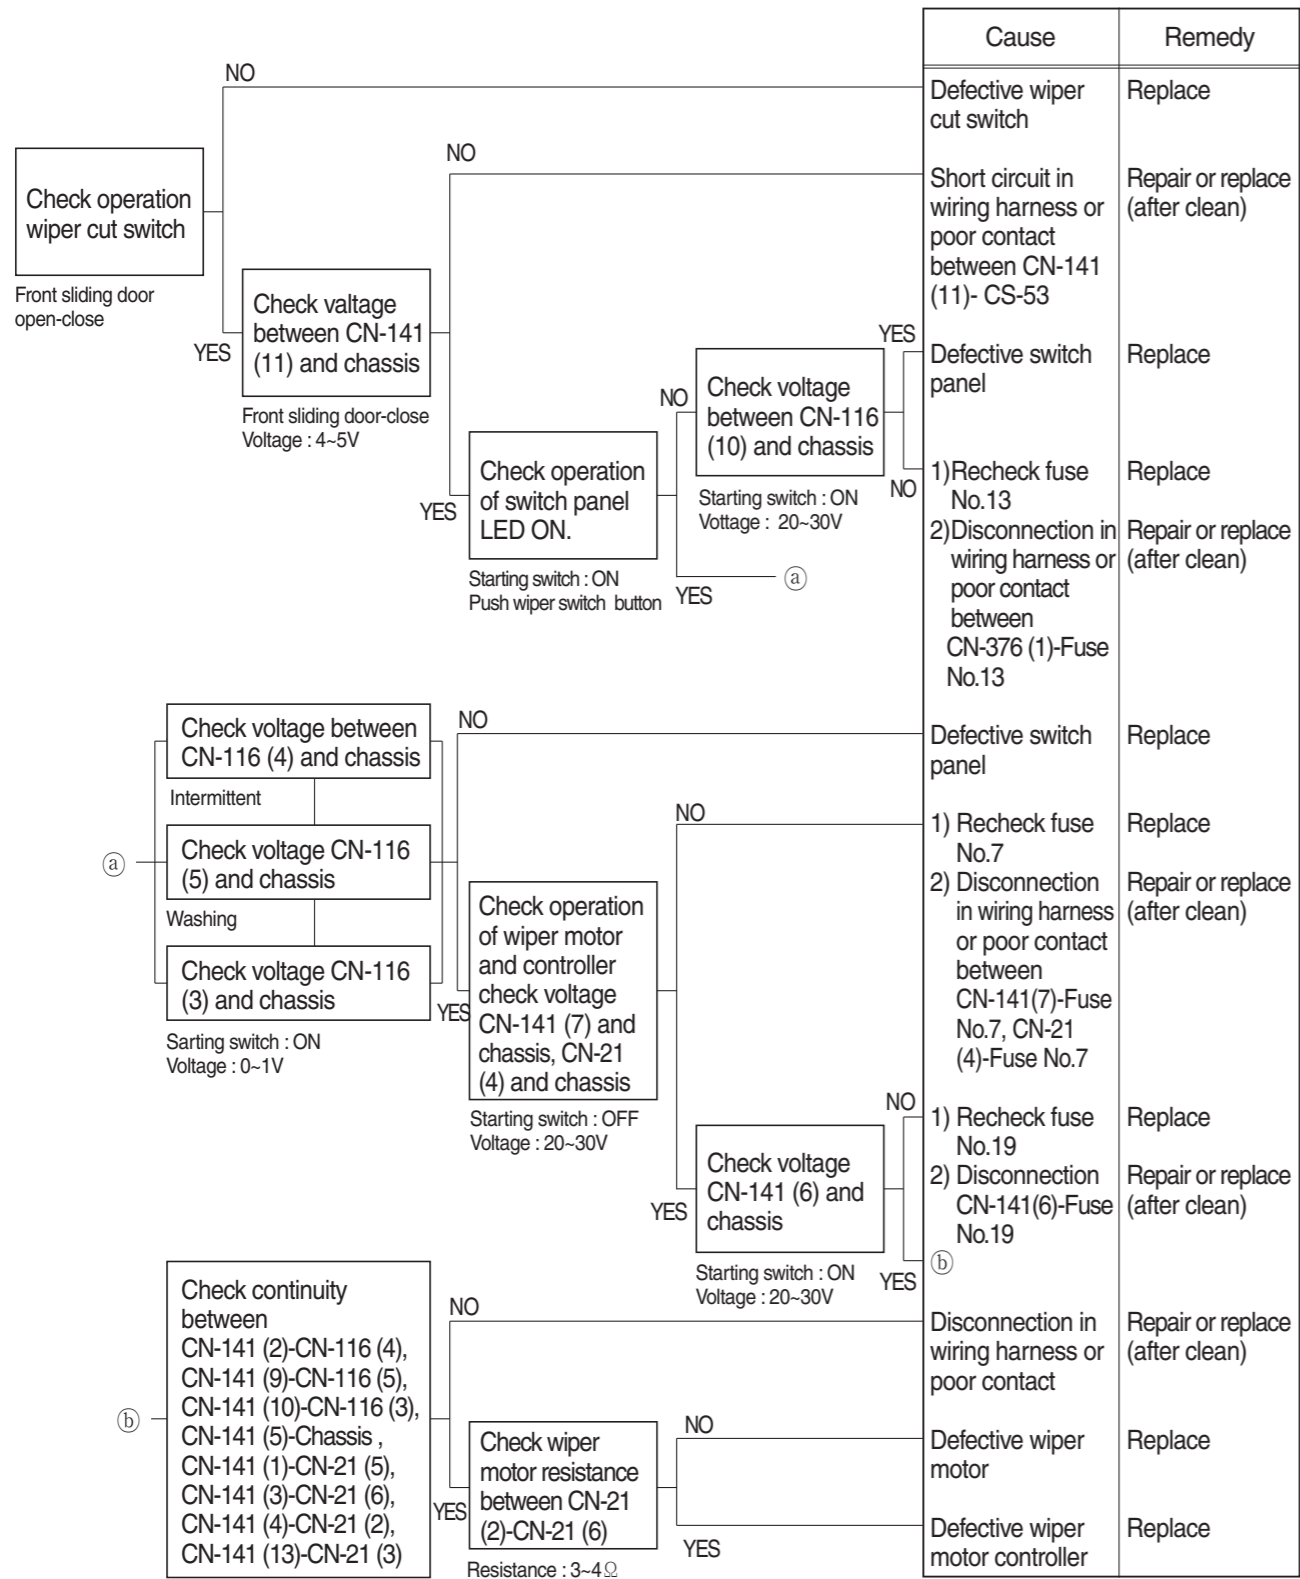 Cause
Remedy
NO
Defective wiper
cut switch
Replace
NO
Check operation
wiper cut switch
Front sliding door
open-close
Short circuit in
wiring harness or
poor contact
between CN-141
(11)- CS-53
Repair or replace
(after clean)
YES
Check valtage
between CN-141
(11) and chassis
Front sliding door-close
Voltage : 4~5V
YES
Defective switch
panel
Replace
NO
Check voltage
between CN-116
(10) and chassis
Starting switch : ON
Vottage : 20~30V
NO
YES
Check operation
of switch panel
LED ON.
Starting switch : ON
Push wiper switch button
YES
ⓐ
1)Recheck fuse
No.13
Replace
2)Disconnection in
wiring harness or
poor contact
between
CN-376 (1)-Fuse
No.13
Repair or replace
(after clean)
ⓐ
Check voltage between
CN-116 (4) and chassis
Intermittent
Check voltage CN-116
(5) and chassis
Washing
Check voltage CN-116
(3) and chassis
Sarting switch : ON
Voltage : 0~1V
NO
Defective switch
panel
Replace
YES
Check operation
of wiper motor
and controller
check voltage
CN-141 (7) and
chassis, CN-21
(4) and chassis
Starting switch : OFF
Voltage : 20~30V
NO
1) Recheck fuse
No.7
Replace
2) Disconnection
in wiring harness
or poor contact
between
CN-141(7)-Fuse
No.7, CN-21
(4)-Fuse No.7
Repair or replace
(after clean)
YES
Check voltage
CN-141 (6) and
chassis
Starting switch : ON
Voltage : 20~30V
NO
1) Recheck fuse
No.19
Replace
2) Disconnection
CN-141(6)-Fuse
No.19
Repair or replace
(after clean)
YES
ⓑ
ⓑ
Check continuity
between
CN-141 (2)-CN-116 (4),
CN-141 (9)-CN-116 (5),
CN-141 (10)-CN-116 (3),
CN-141 (5)-Chassis ,
CN-141 (1)-CN-21 (5),
CN-141 (3)-CN-21 (6),
CN-141 (4)-CN-21 (2),
CN-141 (13)-CN-21 (3)
NO
Disconnection in
wiring harness or
poor contact
Repair or replace
(after clean)
YES
Check wiper
motor resistance
between CN-21
(2)-CN-21 (6)
Resistance : 3~4Ω
NO
Defective wiper
motor
Replace
YES
Defective wiper
motor controller
Replace